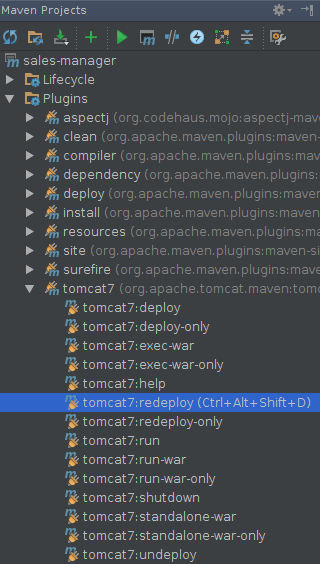 Maven Projects
sales-manager
Lifecycle
Plugins
aspectj (org.codehaus.mojo:aspectj-mav
clean (org.apache.maven.plugins:maven-
compiler (org.apache.maven.plugins:ma
dependency (org.apache.maven.plugins:
deploy (org.apache.maven.plugins:mave
install (org.apache.maven.plugins:mave
resources (org.apache.maven.plugins:m
site (org.apache.maven.plugins:maven-si
surefire (org.apache.maven.plugins:mav
tomcat7 (org.apache.tomcat.maven:tomc
tomcat7:deploy
tomcat7:deploy-only
tomcat7:exec-war
tomcat7:exec-war-only
tomcat7:help
tomcat7:redeploy (Ctrl+Alt+Shift+D)
tomcat7:redeploy-only
tomcat7:run
tomcat7:run-war
tomcat7:run-war-only
tomcat7:shutdown
tomcat7:standalone-war
tomcat7:standalone-war-only
tomcat7:undeploy